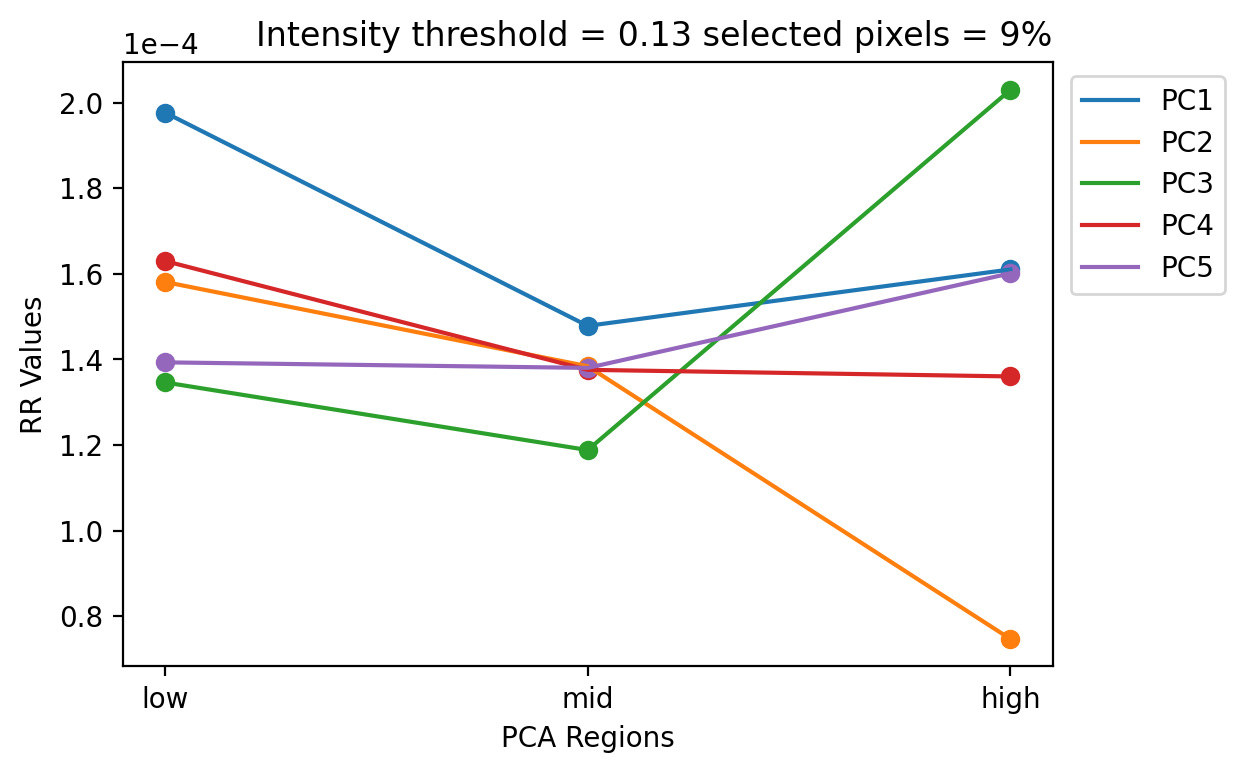 Intensity threshold = 0.13 selected pixels = 9%
1e−4
2.0
1.8
1.6
1.4
1.2
1.0
0.8
RR Values
low
mid
high
PCA Regions
PC1
PC2
PC3
PC4
PC5